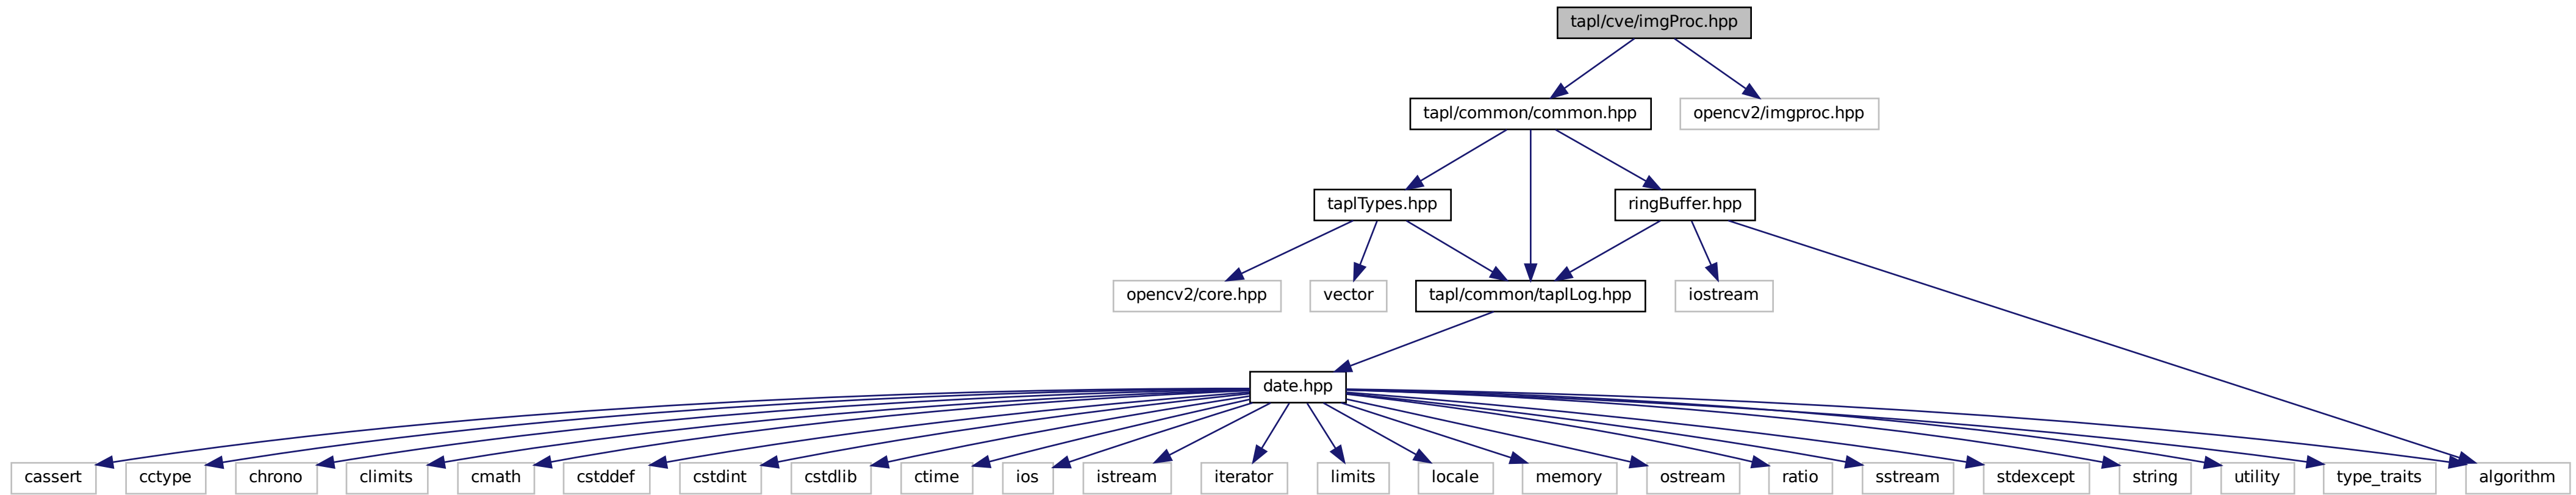 tapl/cve/imgProc.hpp
tapl/common/common.hpp
opencv2/imgproc.hpp
taplTypes.hpp
ringBuffer.hpp
opencv2/core.hpp
vector
tapl/common/taplLog.hpp
iostream
date.hpp
cassert
cctype
chrono
climits
cmath
cstddef
cstdint
cstdlib
ctime
ios
istream
iterator
limits
locale
memory
ostream
ratio
sstream
stdexcept
string
utility
type_traits
algorithm